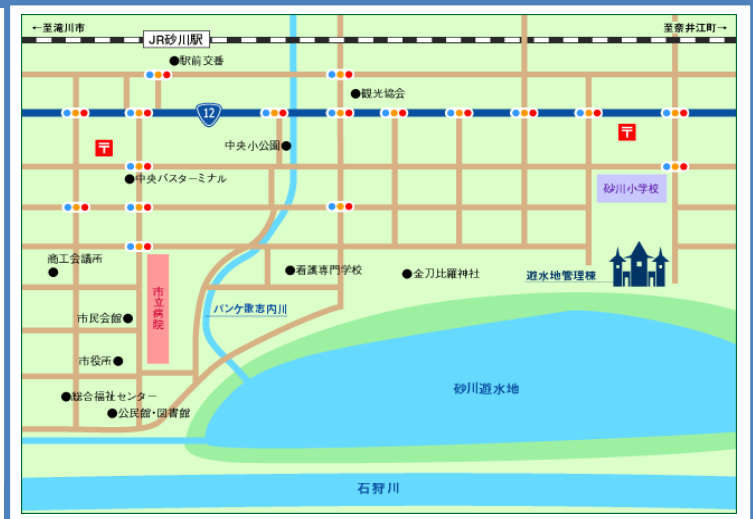 ←至滝川市
至奈井江町→
JR砂川駅
●駅前交番
●観光協会
12
〒
〒
中央小公園●
●中央バスターミナル
砂川小学校
商工会議所
●
●看護専門学校
●金刀比羅神社
遊水地管理棟
市立病院
パンケ歌志内川
市民会館●
市役所●
砂川遊水地
●総合福祉センター
●公民館・図書館
石狩川